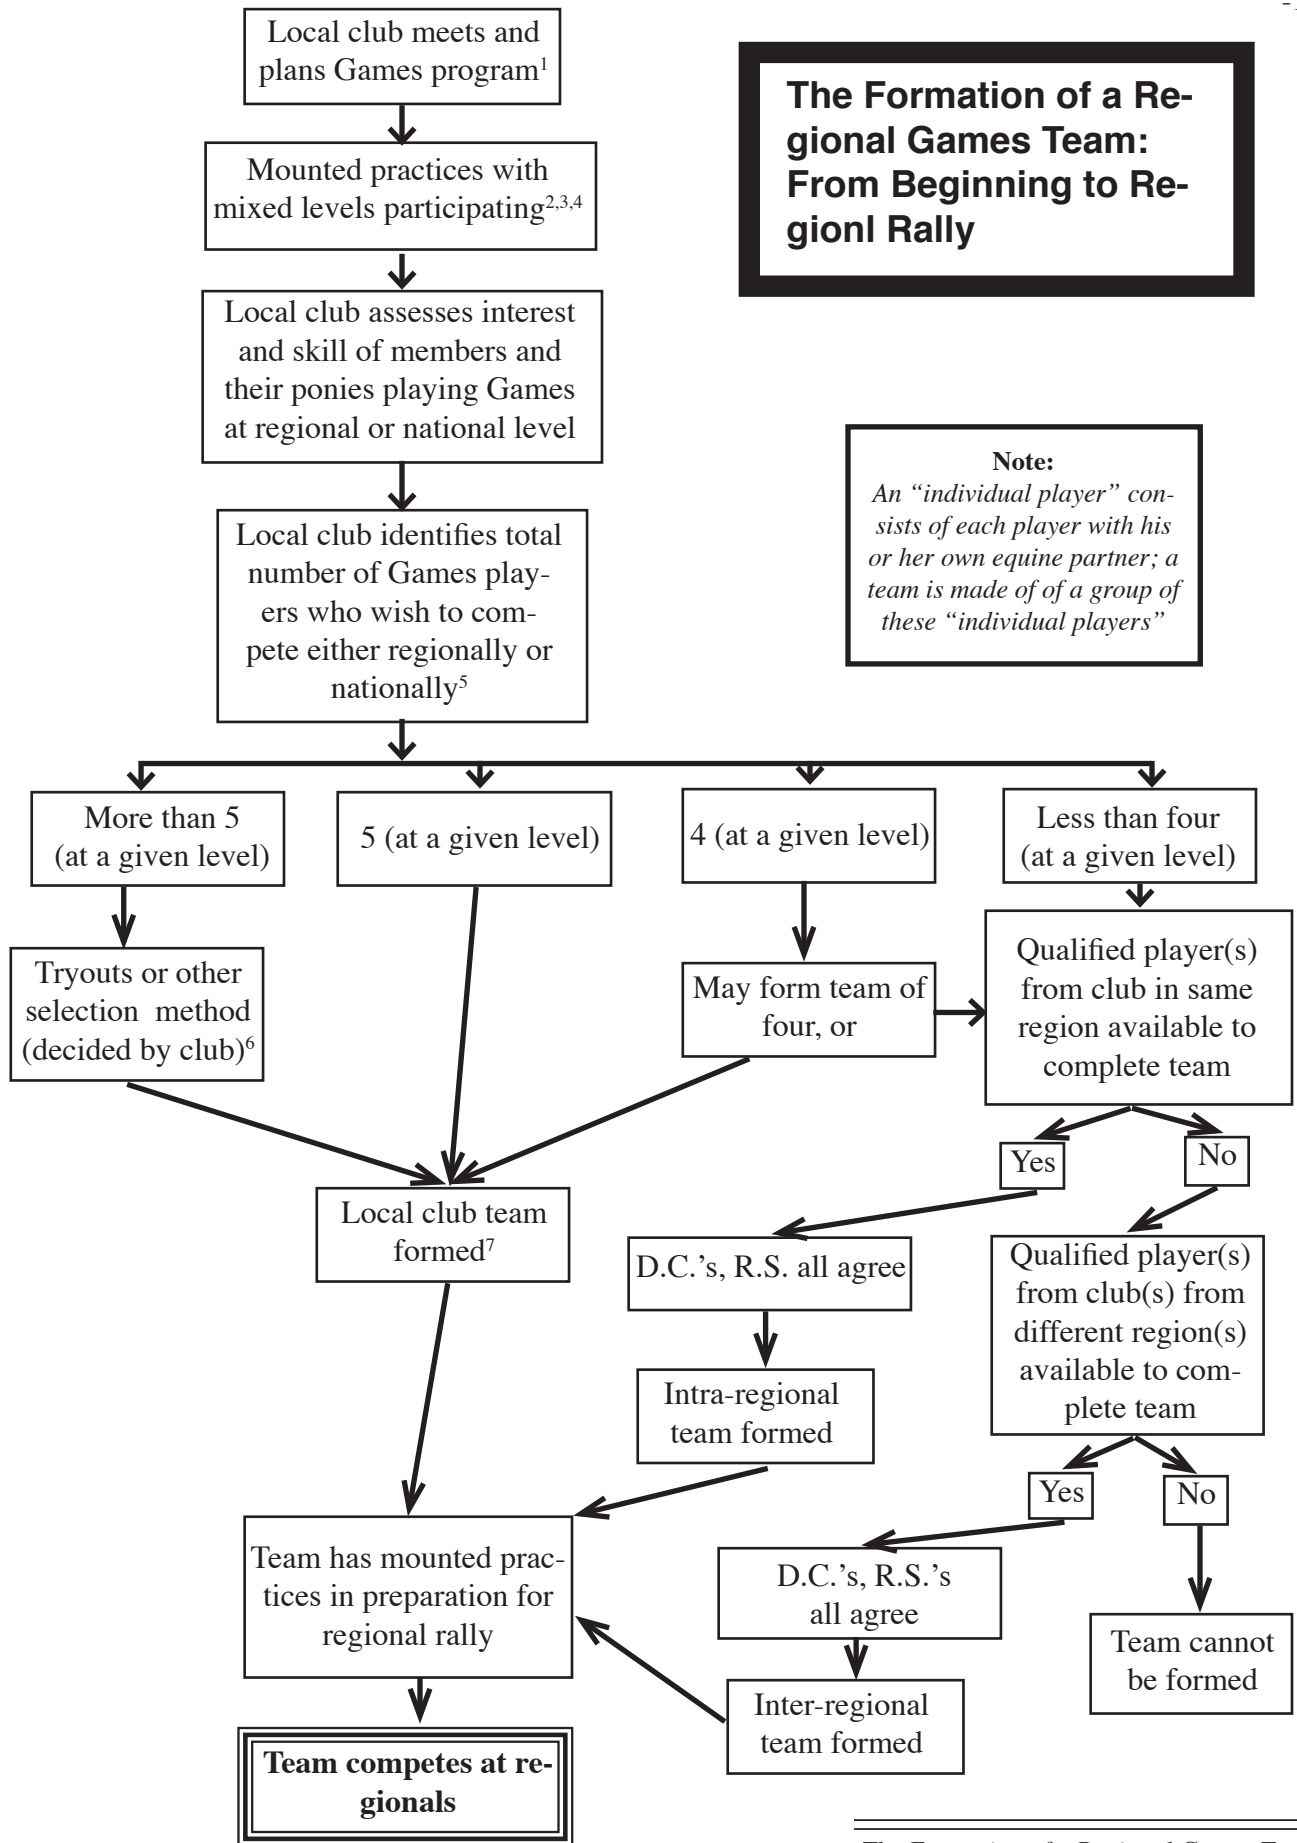 Local club meets and
plans Games program1
The Formation of a Re-
gional Games Team:
From Beginning to Re-
gionl Rally
Mounted practices with
mixed levels participating2,3,4
Local club assesses interest
and skill of members and
their ponies playing Games
at regional or national level
Note:
An “individual player” con-
sists of each player with his
or her own equine partner; a
team is made of of a group of
these “individual players”
Local club identifies total
number of Games play-
ers who wish to com-
pete either regionally or
nationally5
More than 5
(at a given level)
5 (at a given level)
4 (at a given level)
Less than four
(at a given level)
Tryouts or other
selection method
(decided by club)6
May form team of
four, or
Qualified player(s)
from club in same
region available to
complete team
Yes
No
Local club team
formed7
D.C.’s, R.S. all agree
Qualified player(s)
from club(s) from
different region(s)
available to com-
plete team
Intra-regional
team formed
Yes
No
Team has mounted prac-
tices in preparation for
regional rally
D.C.’s, R.S.’s
all agree
Team cannot
be formed
Inter-regional
team formed
Team competes at re-
gionals